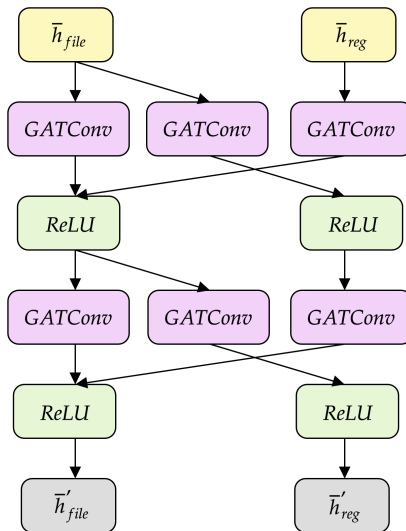 h̄_file h̄_reg
GATConv GATConv GATConv
ReLU ReLU
GATConv GATConv GATConv
ReLU ReLU
h̄′_file h̄′_reg